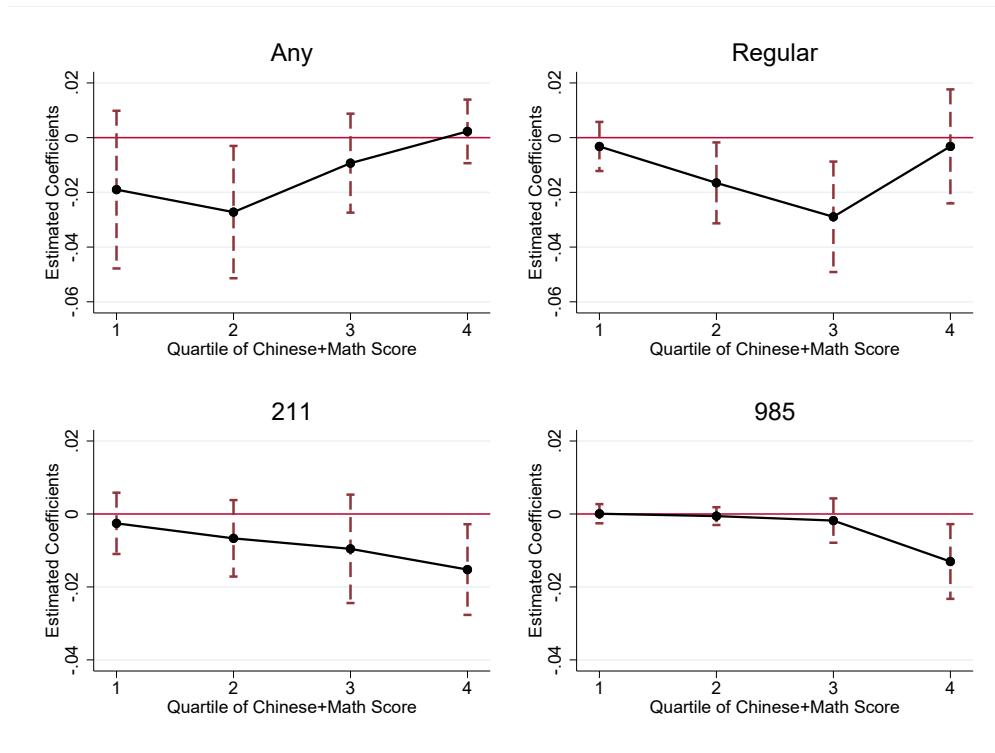 Any
Estimated Coefficients
.02
0
-.02
-.04
-.06
1 2 3 4
Quartile of Chinese+Math Score
Regular
Estimated Coefficients
.02
0
-.02
-.04
-.06
1 2 3 4
Quartile of Chinese+Math Score
211
Estimated Coefficients
.02
0
-.02
-.04
1 2 3 4
Quartile of Chinese+Math Score
985
Estimated Coefficients
.02
0
-.02
-.04
1 2 3 4
Quartile of Chinese+Math Score